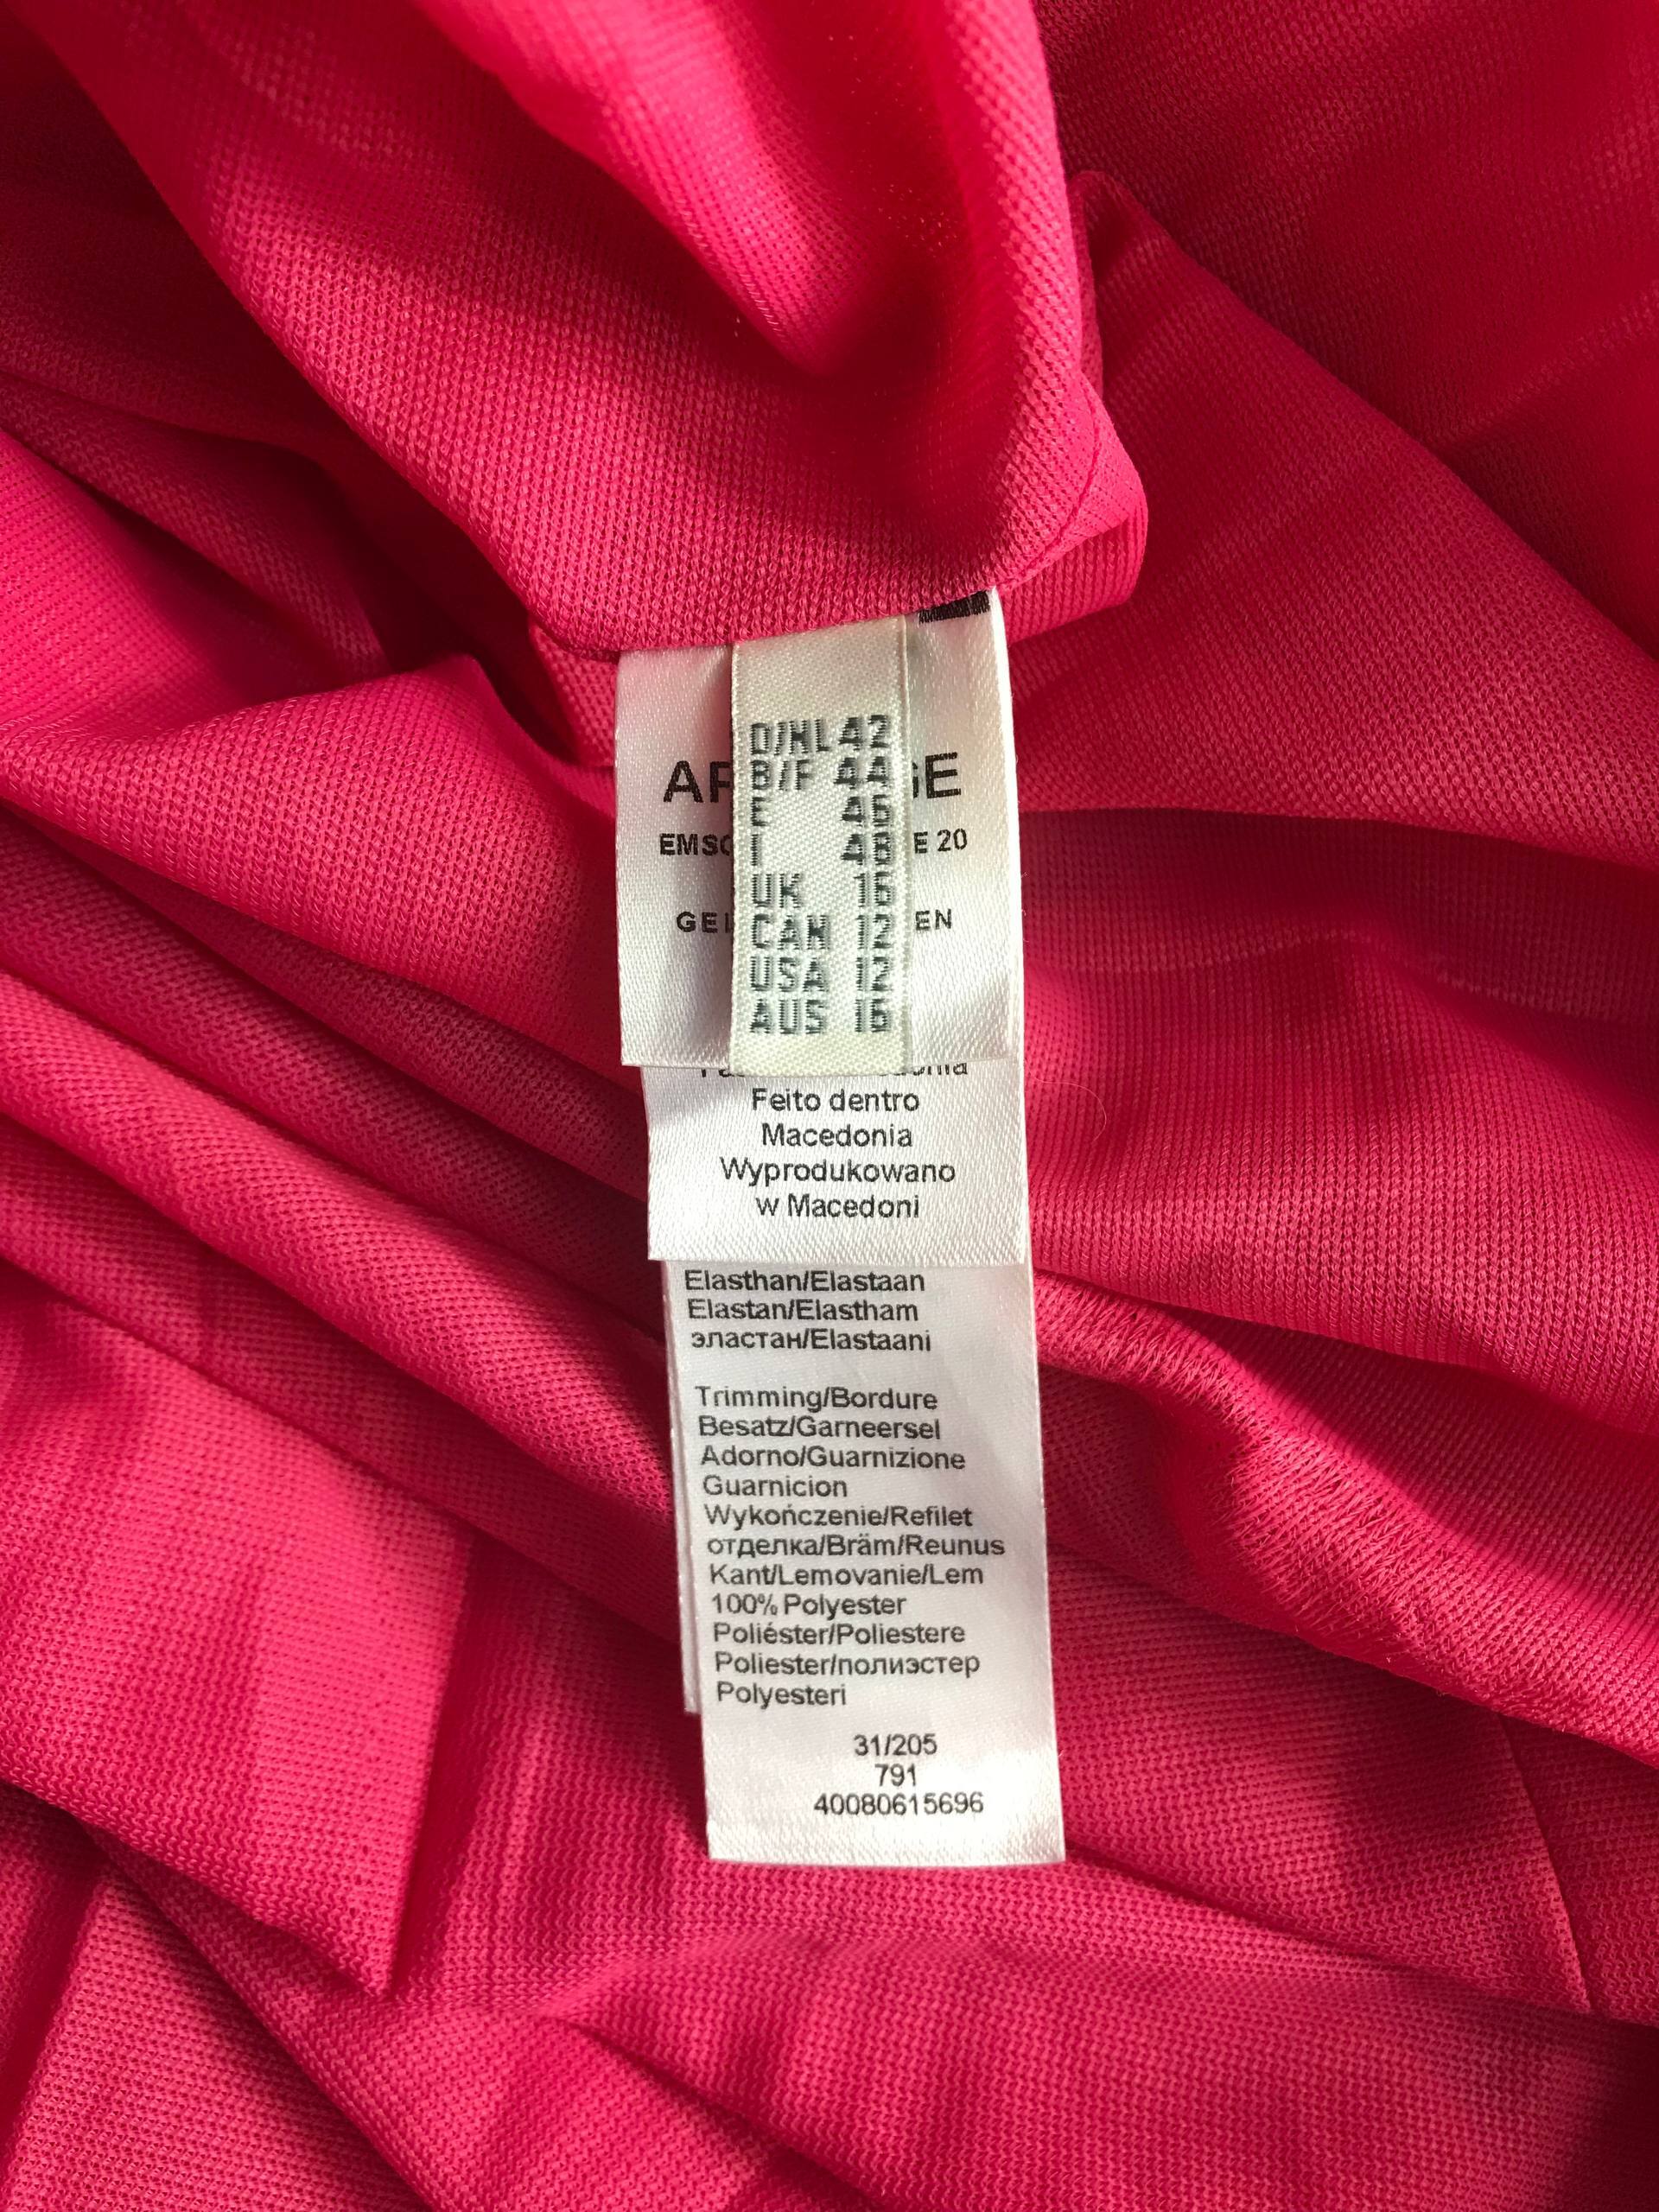 D/NL 42
B/F 44
E 46
I 48
UK 16
CAN 12
USA 12
AUS 16
GE
20
EN
Feito dentro
Macedonia
Wyprodukowano
w Macedoni
Elasthan/Elastaan
Elastan/Elastham
эластан/Elastaani
Trimming/Bordure
Besatz/Garneersel
Adorno/Guarnizione
Guarnicion
Wykończenie/Refilet
отделка/Bräm/Reunus
Kant/Lemovanie/Lem
100% Polyester
Poliéster/Poliestere
Poliester/полиэстер
Polyesteri
31/205
791
40080615696